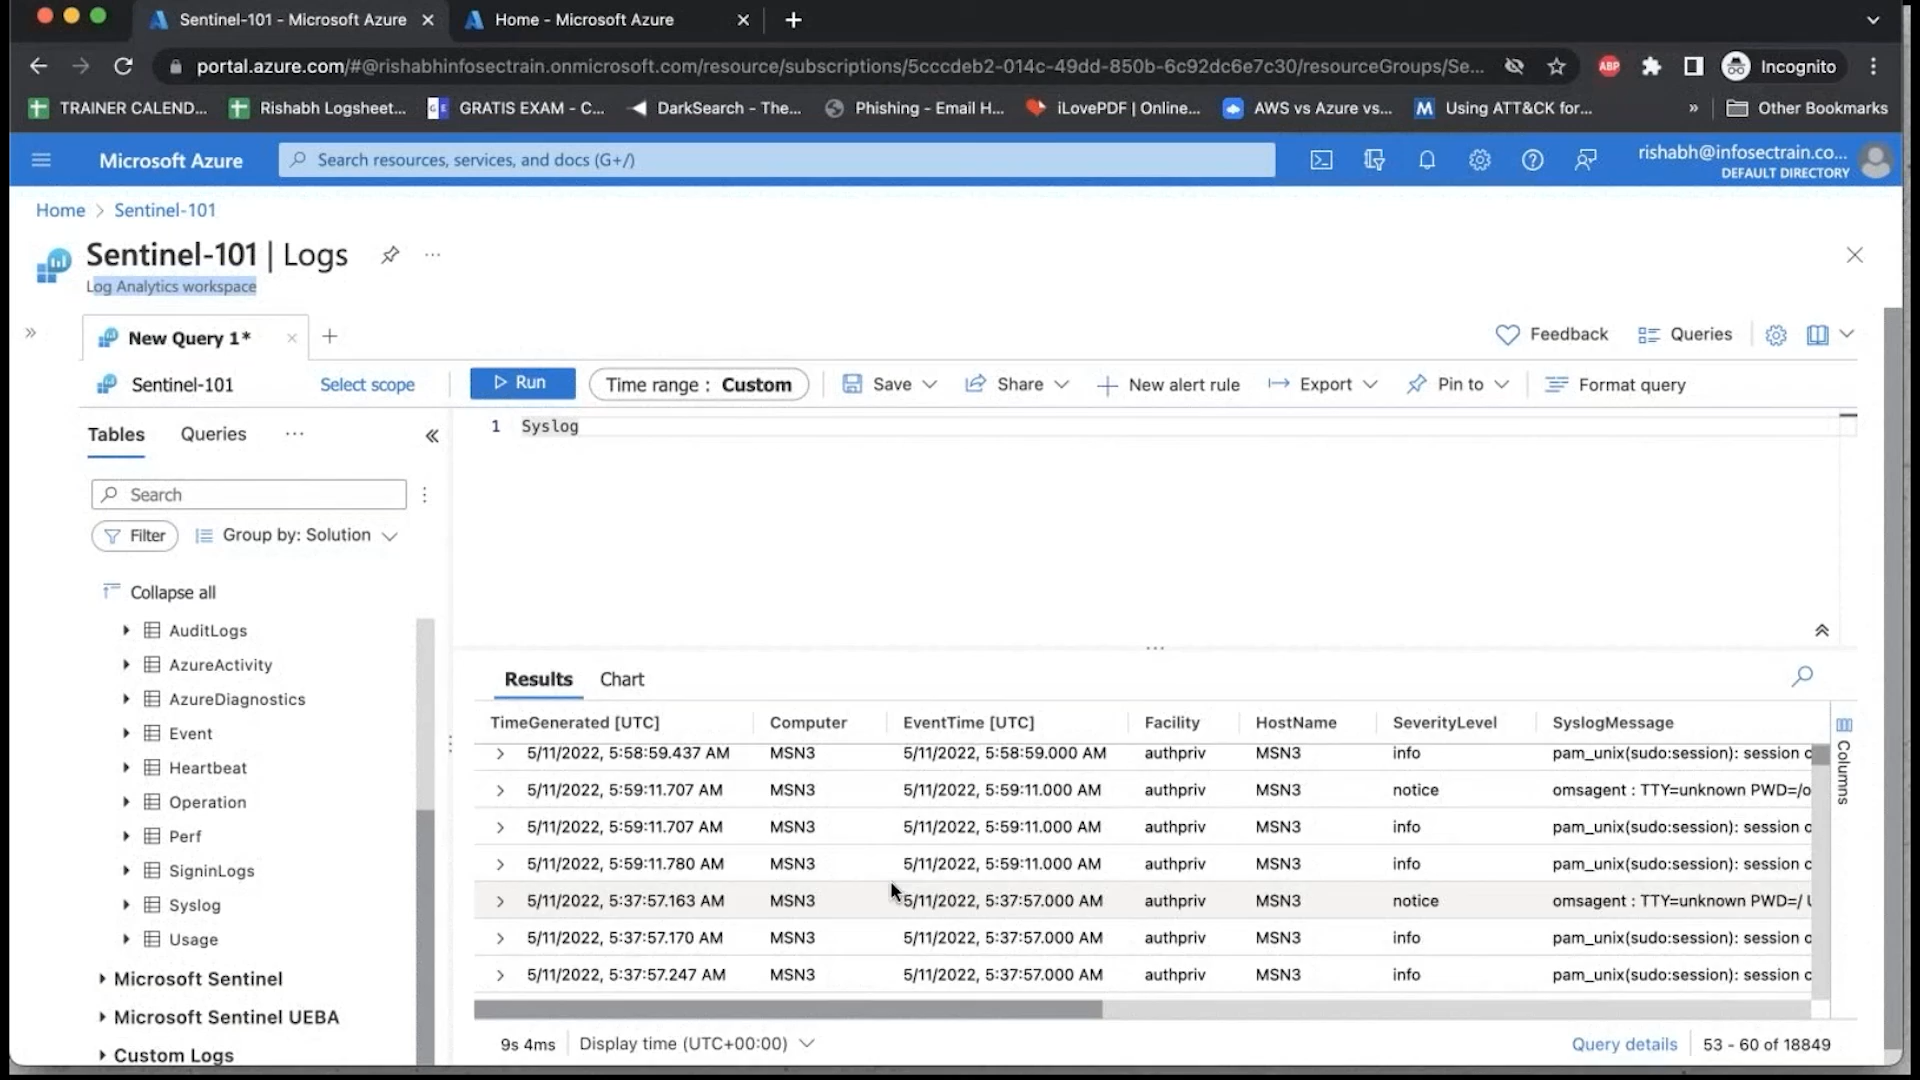 Sentinel-101 - Microsoft Azure
Home - Microsoft Azure
portal.azure.com/#@rishabhinfosectrain.onmicrosoft.com/resource/subscriptions/5cccdeb2-014c-49dd-850b-6c92dc6e7c30/resourceGroups/Se...
ABP
Incognito
TRAINER CALEND...
Rishabh Logsheet...
GRATIS EXAM - C...
DarkSearch - The...
Phishing - Email H...
iLovePDF | Online...
AWS vs Azure vs...
M Using ATT&CK for...
» Other Bookmarks
Microsoft Azure
Search resources, services, and docs (G+/)
rishabh@infosectrain.co...
DEFAULT DIRECTORY
Home > Sentinel-101
Sentinel-101 | Logs
Log Analytics workspace
New Query 1*
Feedback
Queries
Sentinel-101
Select scope
Run
Time range : Custom
Save
Share
New alert rule
Export
Pin to
Format query
Tables
Queries
1 Syslog
Search
Filter
Group by: Solution
Collapse all
AuditLogs
AzureActivity
AzureDiagnostics
Event
Heartbeat
Operation
Perf
SigninLogs
Syslog
Usage
Microsoft Sentinel
Microsoft Sentinel UEBA
Custom Logs
Results
Chart
TimeGenerated [UTC] Computer EventTime [UTC] Facility HostName SeverityLevel SyslogMessage
5/11/2022, 5:58:59.437 AM MSN3 5/11/2022, 5:58:59.000 AM authpriv MSN3 info pam_unix(sudo:session): session c
5/11/2022, 5:59:11.707 AM MSN3 5/11/2022, 5:59:11.000 AM authpriv MSN3 notice omsagent : TTY=unknown PWD=/o
5/11/2022, 5:59:11.707 AM MSN3 5/11/2022, 5:59:11.000 AM authpriv MSN3 info pam_unix(sudo:session): session o
5/11/2022, 5:59:11.780 AM MSN3 5/11/2022, 5:59:11.000 AM authpriv MSN3 info pam_unix(sudo:session): session c
5/11/2022, 5:37:57.163 AM MSN3 5/11/2022, 5:37:57.000 AM authpriv MSN3 notice omsagent : TTY=unknown PWD=/ U
5/11/2022, 5:37:57.170 AM MSN3 5/11/2022, 5:37:57.000 AM authpriv MSN3 info pam_unix(sudo:session): session o
5/11/2022, 5:37:57.247 AM MSN3 5/11/2022, 5:37:57.000 AM authpriv MSN3 info pam_unix(sudo:session): session c
Columns
9s 4ms
Display time (UTC+00:00)
Query details
53 - 60 of 18849